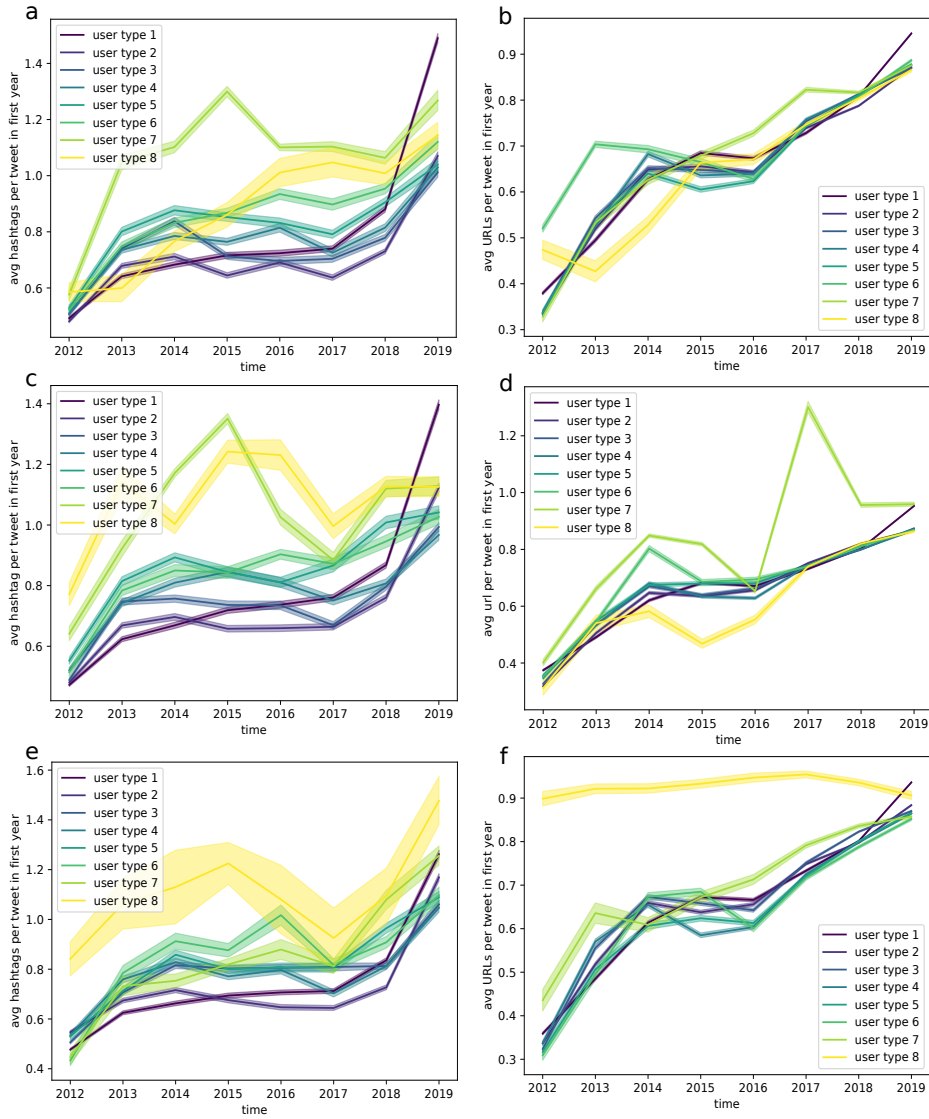 a
avg hashtags per tweet in first year
1.4
1.2
1.0
0.8
0.6
user type 1
user type 2
user type 3
user type 4
user type 5
user type 6
user type 7
user type 8
2012 2013 2014 2015 2016 2017 2018 2019
time
b
avg URLs per tweet in first year
0.9
0.8
0.7
0.6
0.5
0.4
0.3
user type 1
user type 2
user type 3
user type 4
user type 5
user type 6
user type 7
user type 8
2012 2013 2014 2015 2016 2017 2018 2019
time
c
avg hashtag per tweet in first year
1.4
1.2
1.0
0.8
0.6
user type 1
user type 2
user type 3
user type 4
user type 5
user type 6
user type 7
user type 8
2012 2013 2014 2015 2016 2017 2018 2019
time
d
avg url per tweet in first year
1.2
1.0
0.8
0.6
0.4
user type 1
user type 2
user type 3
user type 4
user type 5
user type 6
user type 7
user type 8
2012 2013 2014 2015 2016 2017 2018 2019
time
e
avg hashtags per tweet in first year
1.6
1.4
1.2
1.0
0.8
0.6
0.4
user type 1
user type 2
user type 3
user type 4
user type 5
user type 6
user type 7
user type 8
2012 2013 2014 2015 2016 2017 2018 2019
time
f
avg URLs per tweet in first year
0.9
0.8
0.7
0.6
0.5
0.4
0.3
user type 1
user type 2
user type 3
user type 4
user type 5
user type 6
user type 7
user type 8
2012 2013 2014 2015 2016 2017 2018 2019
time